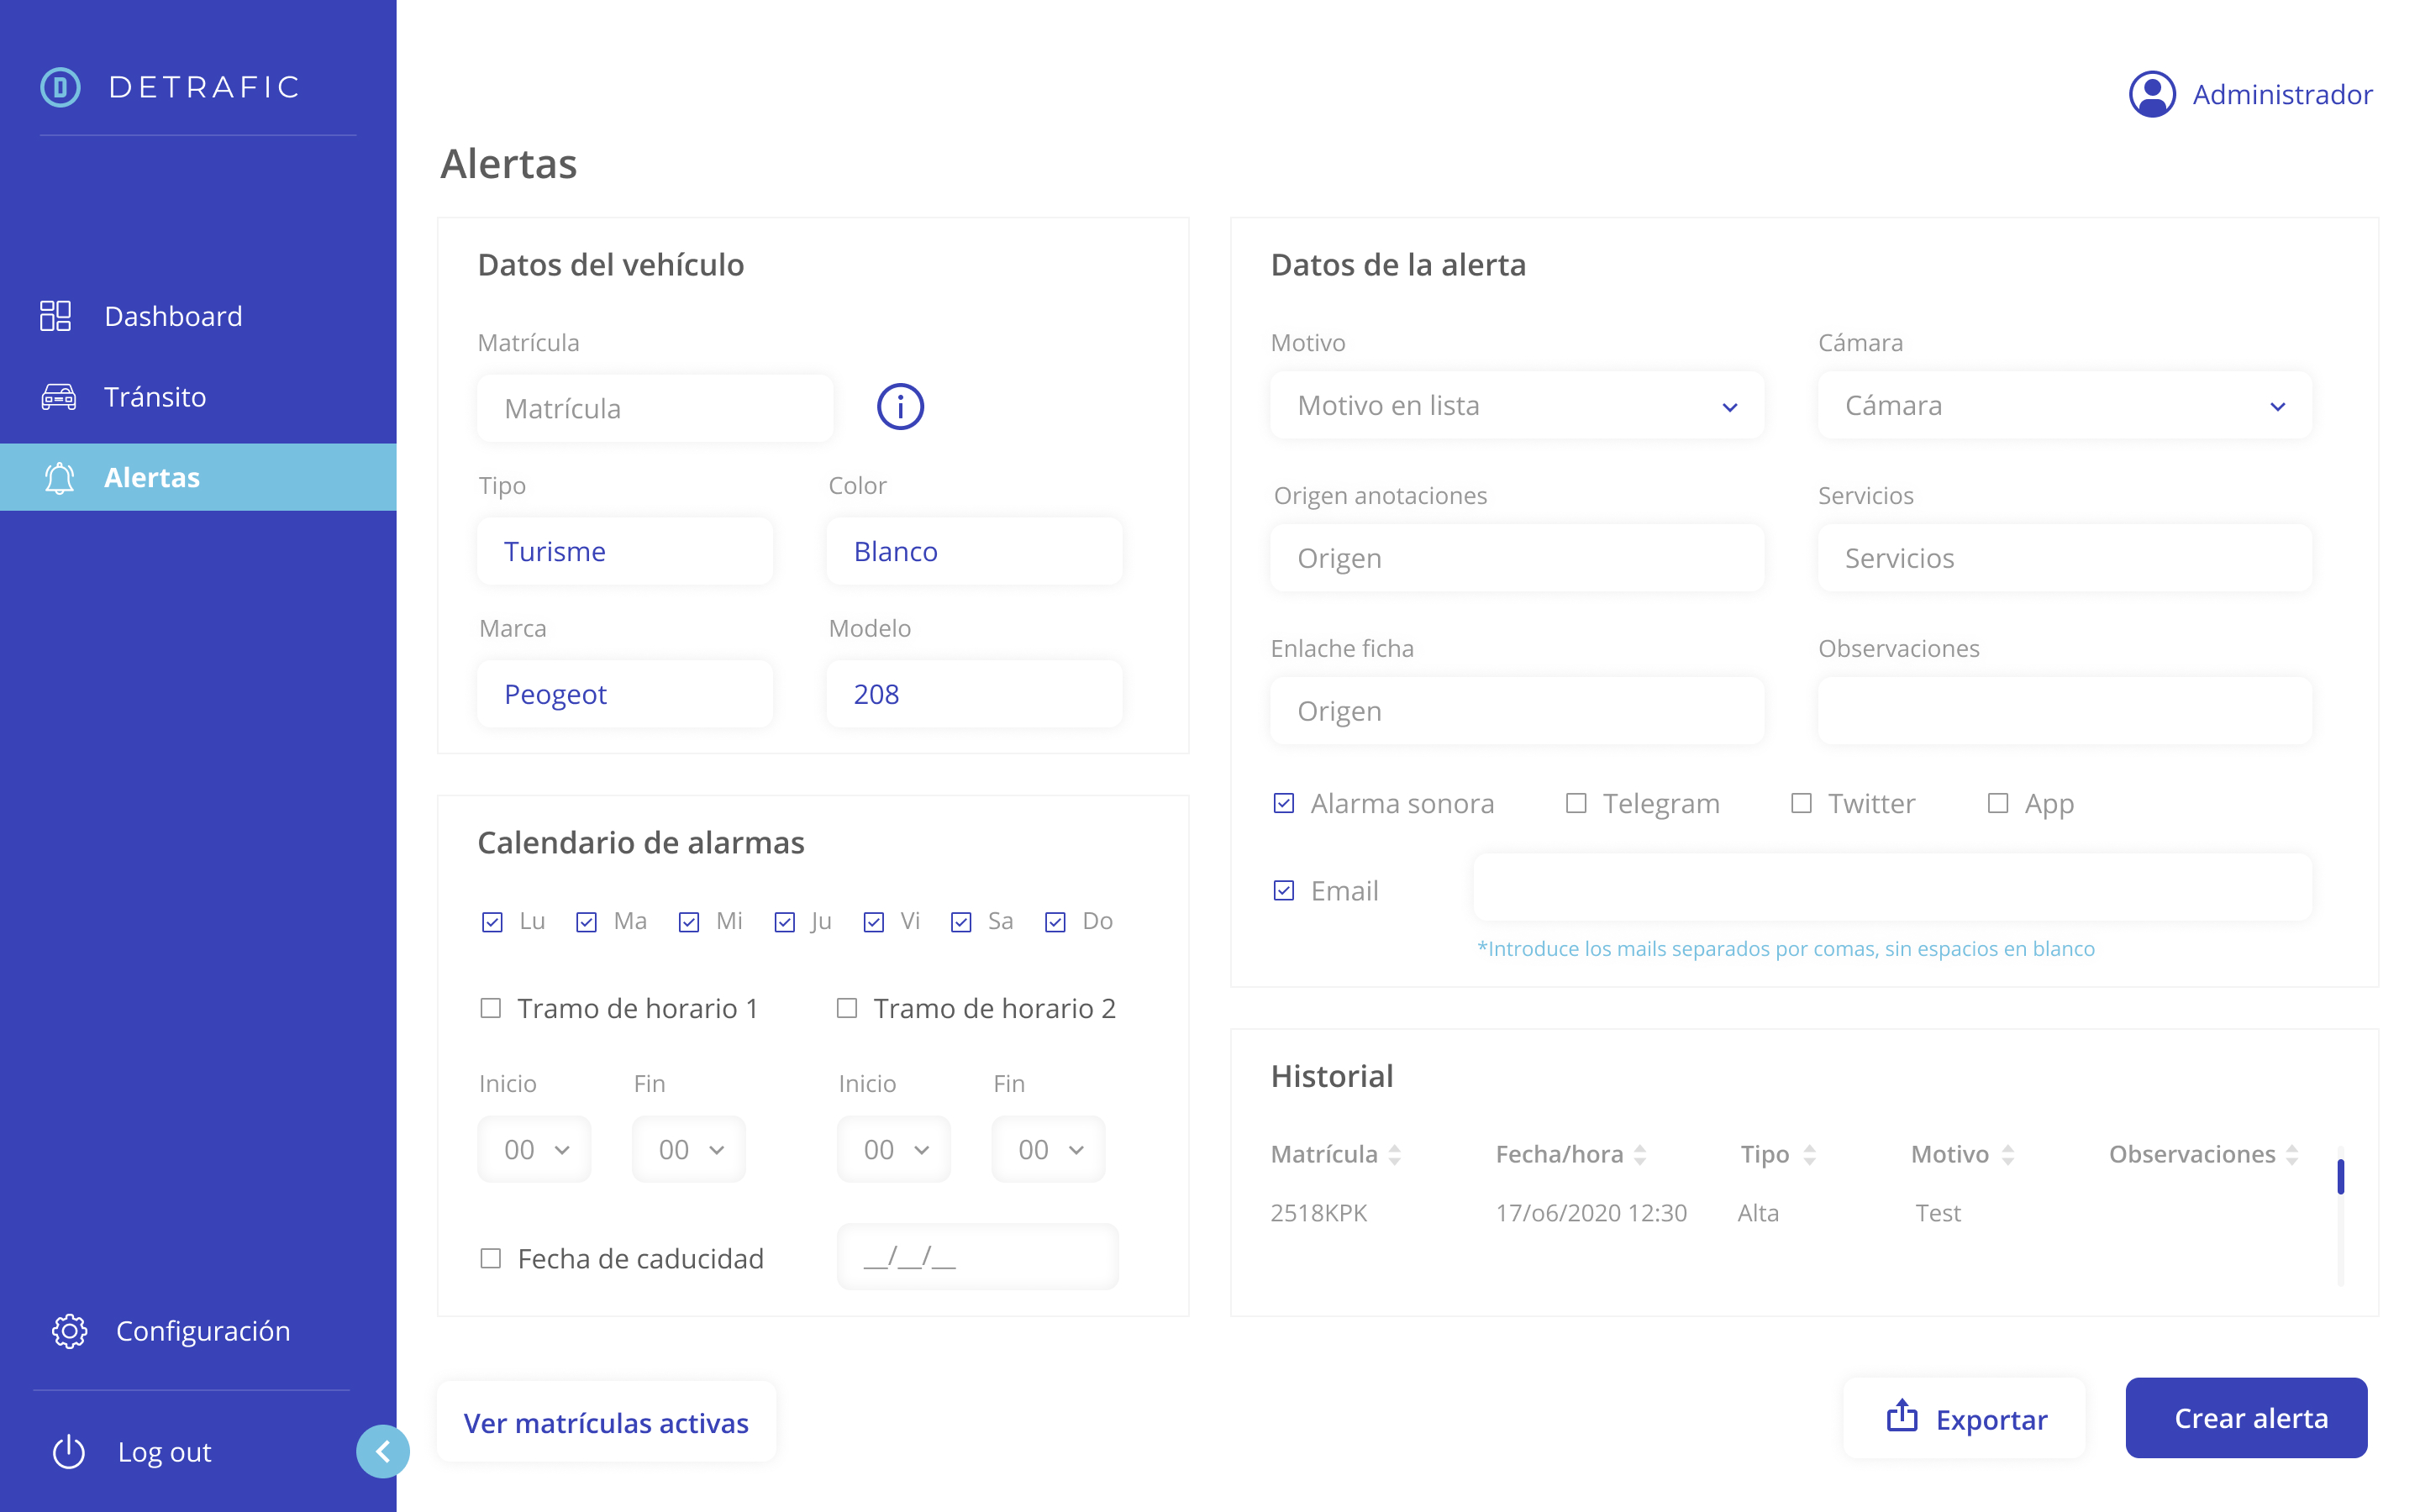 DETRAFIC
Dashboard
Tránsito
Alertas
Configuración
Log out
Administrador
Alertas
Datos del vehículo
Matrícula
Matrícula
Tipo Color
Turisme Blanco
Marca Modelo
Peogeot 208
Calendario de alarmas
Lu Ma Mi Ju Vi Sa Do
Tramo de horario 1 Tramo de horario 2
Inicio Fin Inicio Fin
00 00 00 00
Fecha de caducidad __/__/__
Datos de la alerta
Motivo Cámara
Motivo en lista Cámara
Origen anotaciones Servicios
Origen Servicios
Enlache ficha Observaciones
Origen
Alarma sonora Telegram Twitter App
Email
*Introduce los mails separados por comas, sin espacios en blanco
Historial
Matrícula Fecha/hora Tipo Motivo Observaciones
2518KPK 17/o6/2020 12:30 Alta Test
Ver matrículas activas
Exportar
Crear alerta